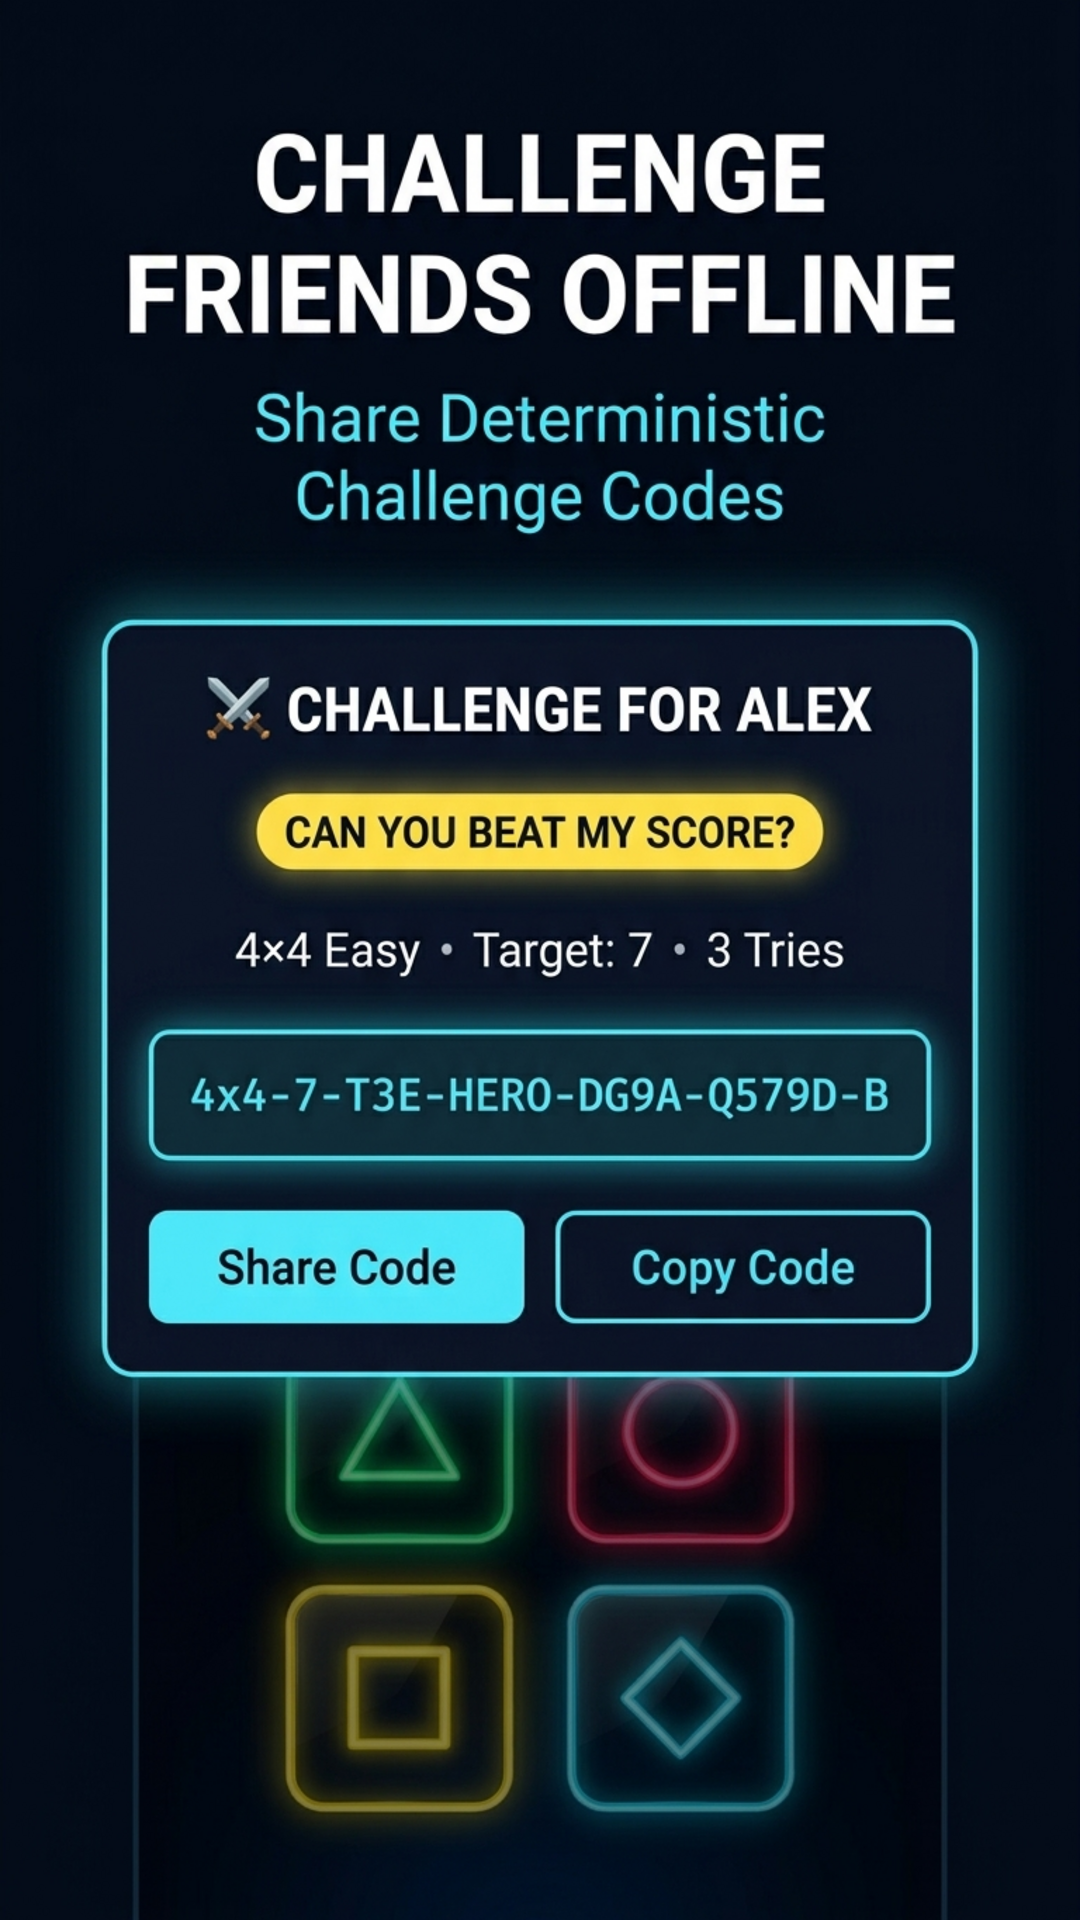 CHALLENGE
FRIENDS OFFLINE
Share Deterministic
Challenge Codes
⚔️ CHALLENGE FOR ALEX
CAN YOU BEAT MY SCORE?
4×4 Easy • Target: 7 • 3 Tries
4x4-7-T3E-HERO-DG9A-Q579D-B
Share Code
Copy Code